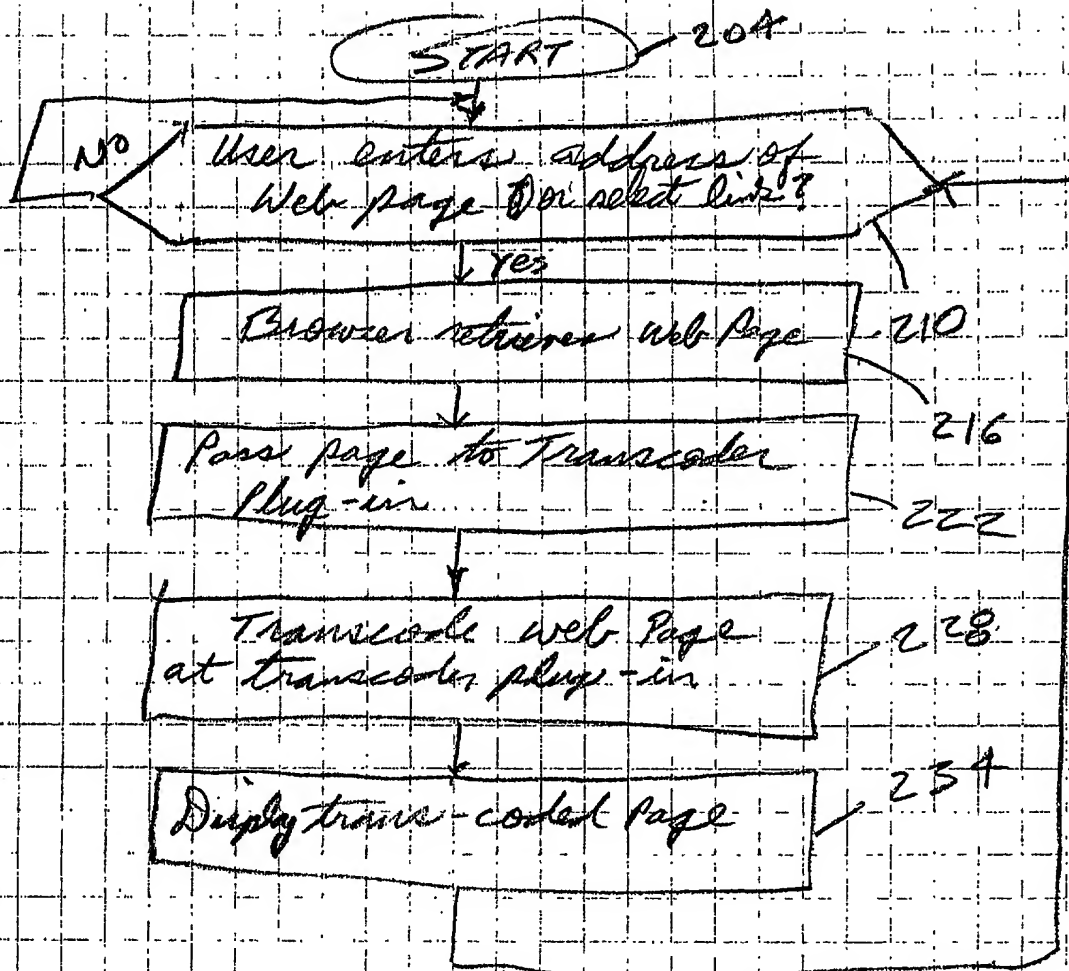 START
204
No
User enters address of
Web page or select link?
yes
210
Browser retrieves web Page
216
Pass page to Transcoder
Plug-in
222
Transcode web Page
at transcoder plug-in
228
Disply trans-coded Page
234